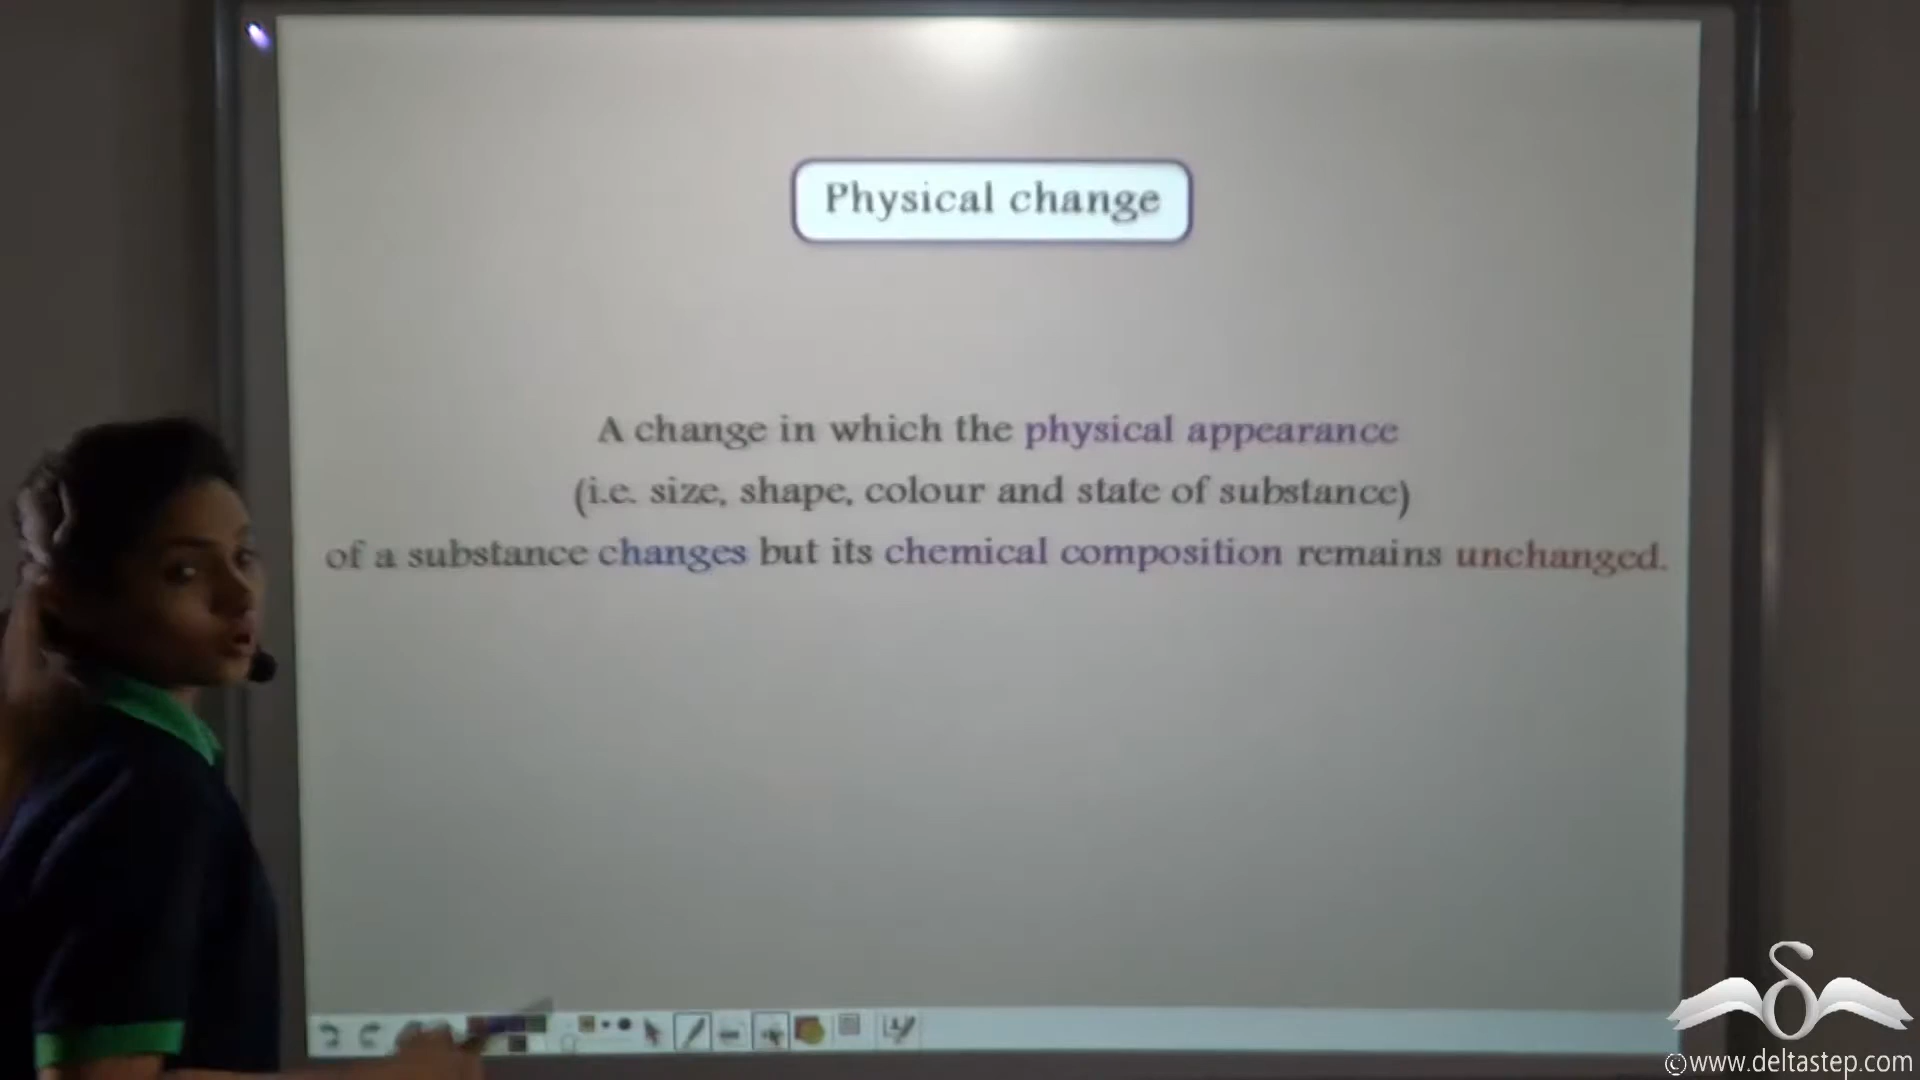 Physical change
A change in which the physical appearance
(i.e. size, shape, colour and state of substance)
of a substance changes but its chemical composition remains unchanged.
©www.deltastep.com